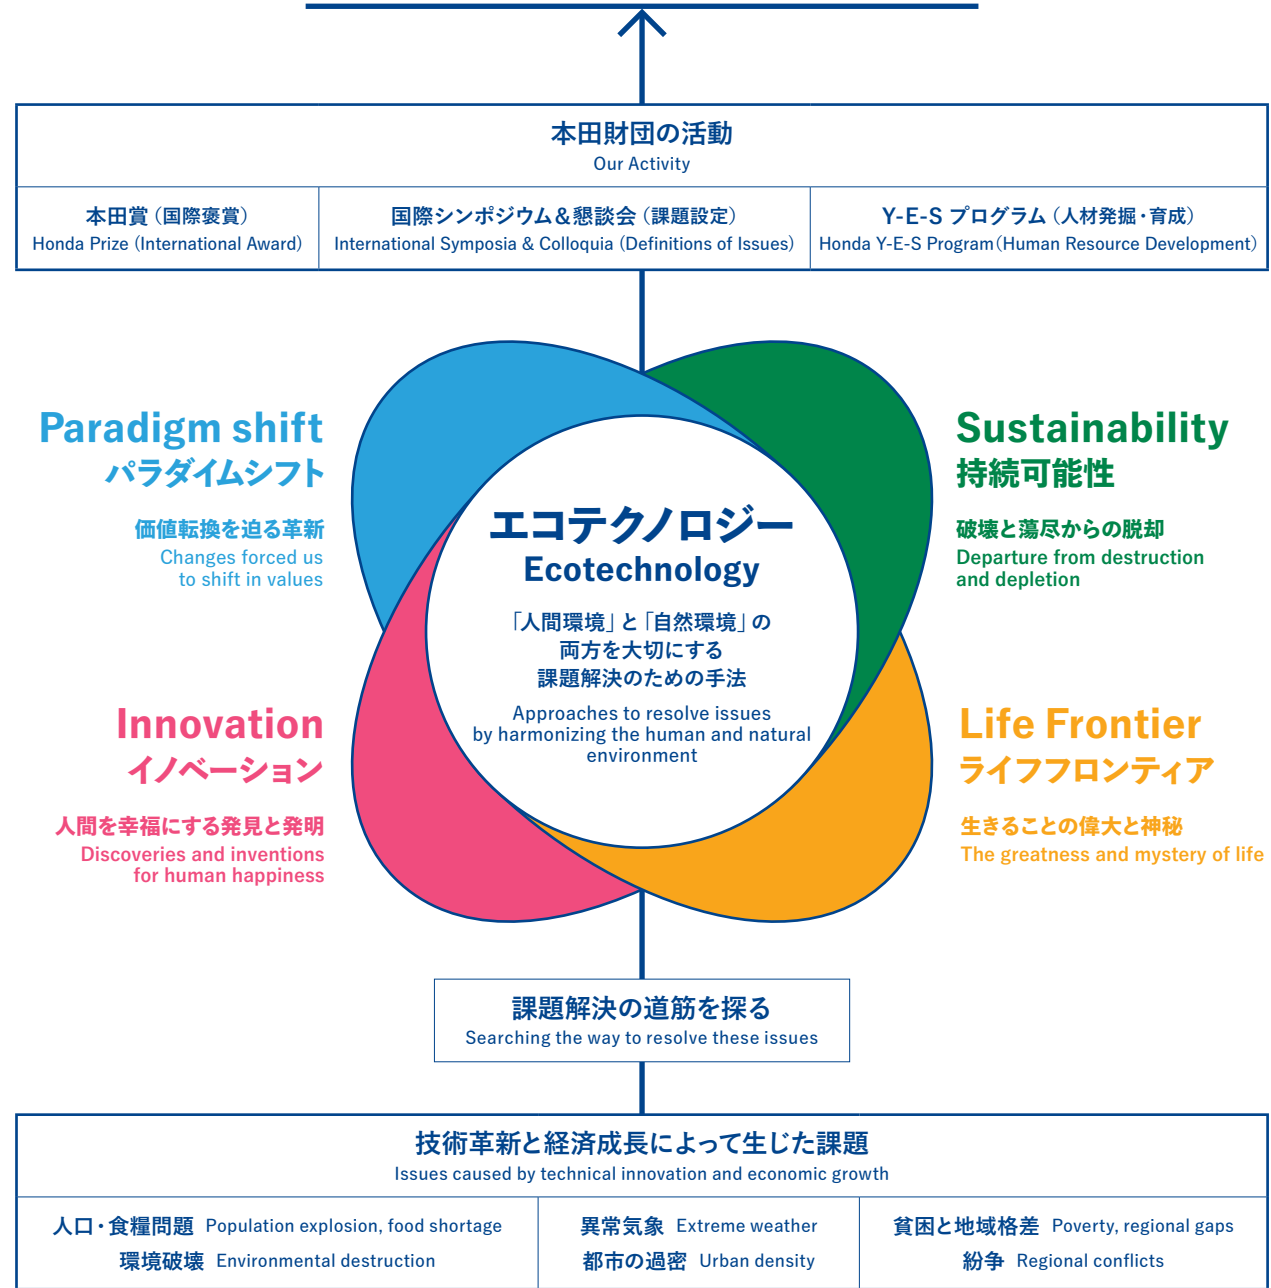 本田財団の活動
Our Activity
本田賞（国際褒賞）
Honda Prize (International Award)
国際シンポジウム＆懇談会（課題設定）
International Symposia & Colloquia (Definitions of Issues)
Y-E-S プログラム（人材発掘・育成）
Honda Y-E-S Program（Human Resource Development）
Paradigm shift
パラダイムシフト
価値転換を迫る革新
Changes forced us
to shift in values
Sustainability
持続可能性
破壊と蕩尽からの脱却
Departure from destruction
and depletion
エコテクノロジー
Ecotechnology
「人間環境」と「自然環境」の
両方を大切にする
課題解決のための手法
Approaches to resolve issues
by harmonizing the human and natural
environment
Innovation
イノベーション
人間を幸福にする発見と発明
Discoveries and inventions
for human happiness
Life Frontier
ライフフロンティア
生きることの偉大と神秘
The greatness and mystery of life
課題解決の道筋を探る
Searching the way to resolve these issues
技術革新と経済成長によって生じた課題
Issues caused by technical innovation and economic growth
人口・食糧問題 Population explosion, food shortage
環境破壊 Environmental destruction
異常気象 Extreme weather
都市の過密 Urban density
貧困と地域格差 Poverty, regional gaps
紛争 Regional conflicts